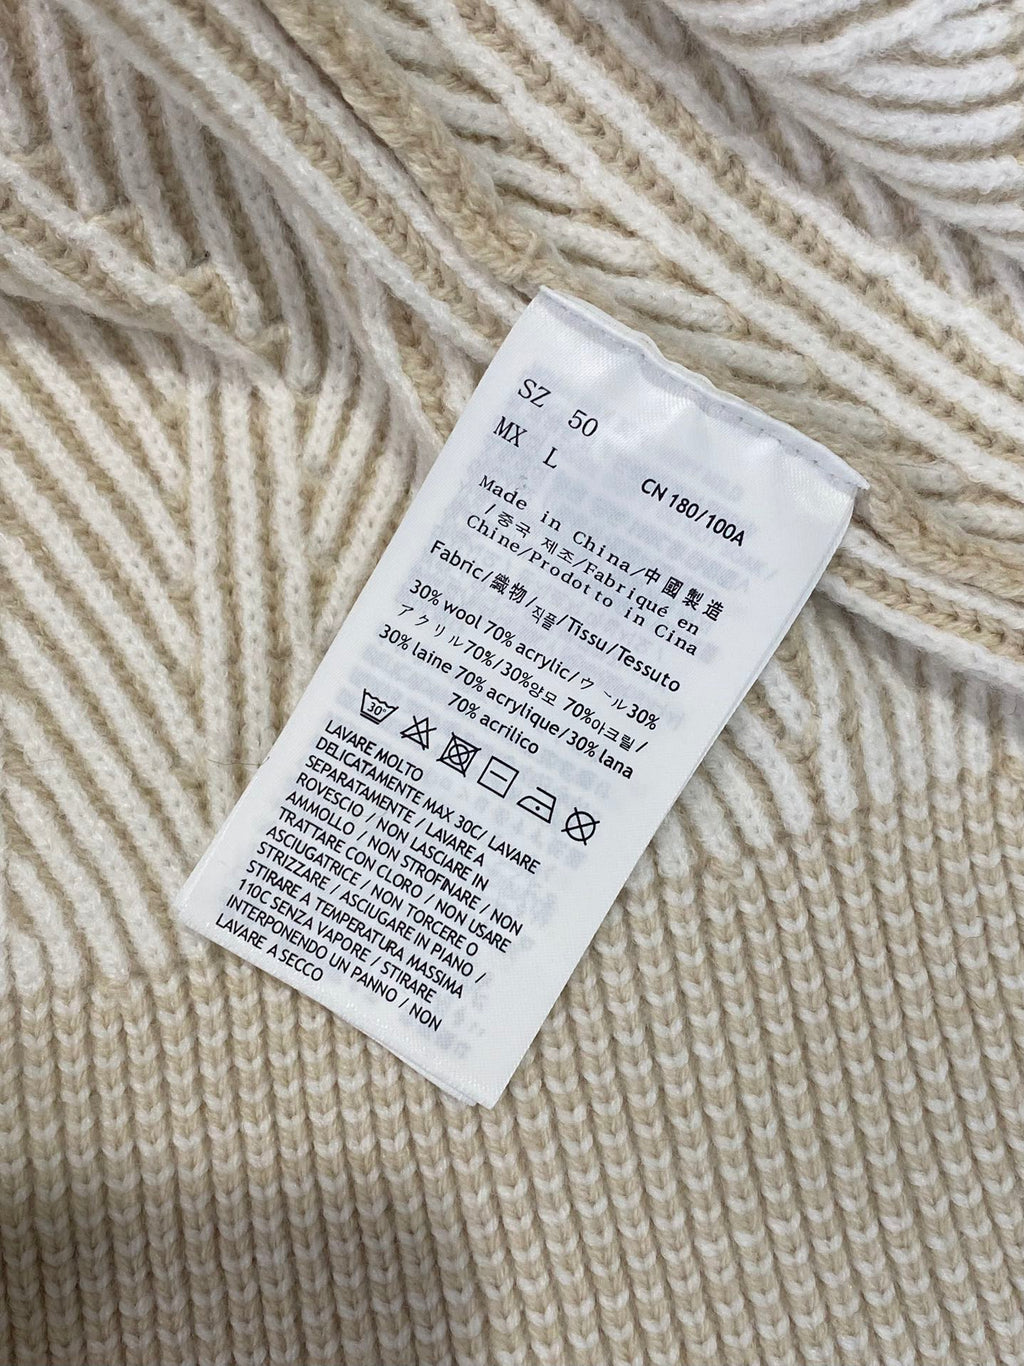 SZ 50
MX L
CN 180/100A
Made in China/中國製造
/중국 제조/Fabriqué en
Chine/Prodotto in Cina
Fabric/織物/직플/Tissu/Tessuto
30% wool 70% acrylic/ウール30%
アクリル70%/30%양모 70%아크릴/
30% laine 70% acrylique/30% lana
70% acrilico
30°
LAVARE MOLTO
DELICATAMENTE MAX 30C/ LAVARE
SEPARATAMENTE / LAVARE A
ROVESCIO / NON LASCIARE IN
AMMOLLO / NON STROFINARE / NON
TRATTARE CON CLORO / NON USARE
ASCIUGATRICE / NON TORCERE O
STRIZZARE / ASCIUGARE IN PIANO /
STIRARE A TEMPERATURA MASSIMA
110C SENZA VAPORE / STIRARE
INTERPONENDO UN PANNO / NON
LAVARE A SECCO